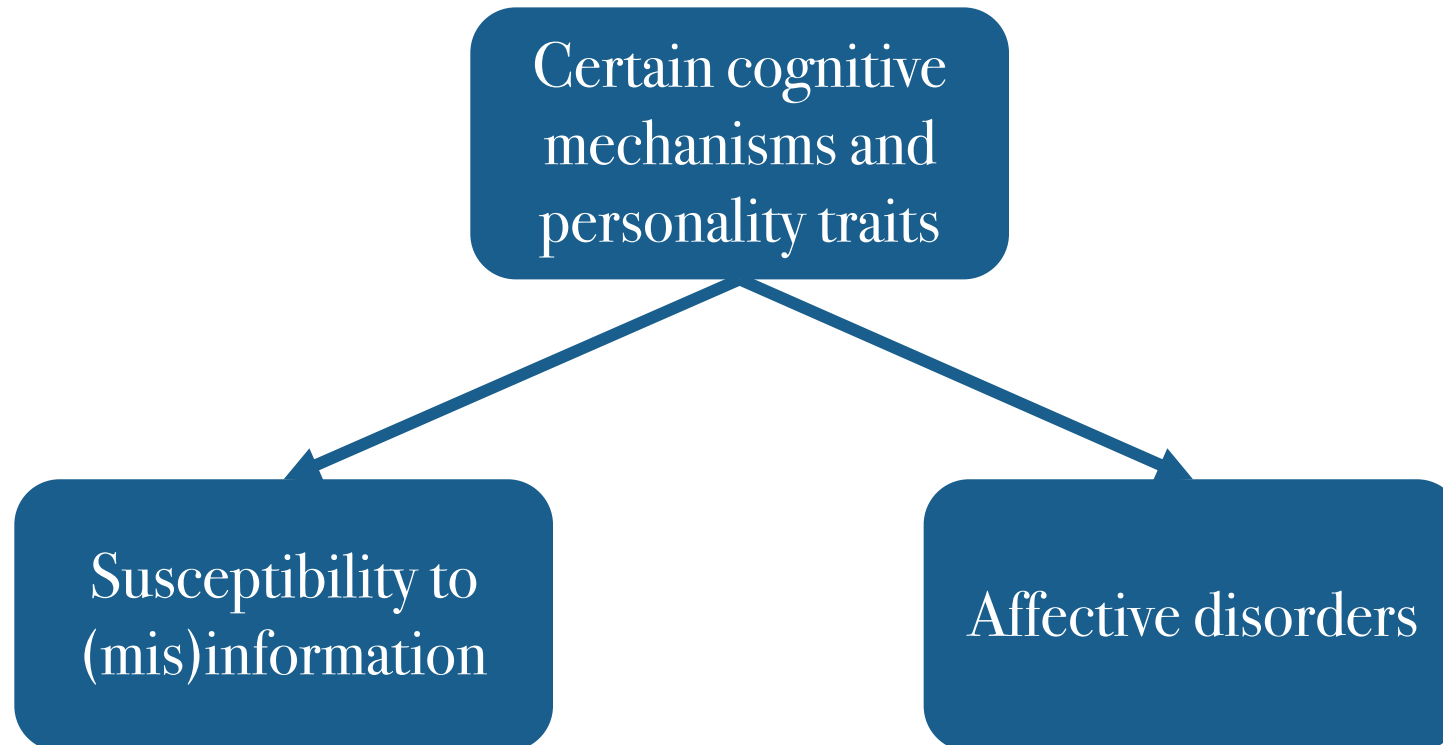 Certain cognitive
mechanisms and
personality traits
Susceptibility to
(mis)information
Affective disorders